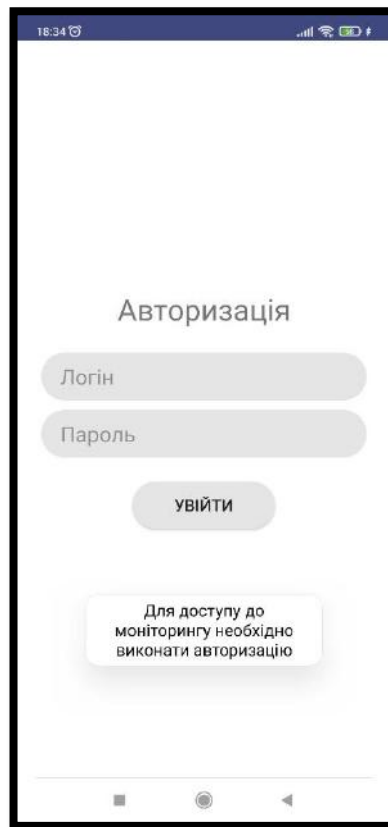 18:34
Авторизація
Логін
Пароль
УВІЙТИ
Для доступу до
моніторингу необхідно
виконати авторизацію